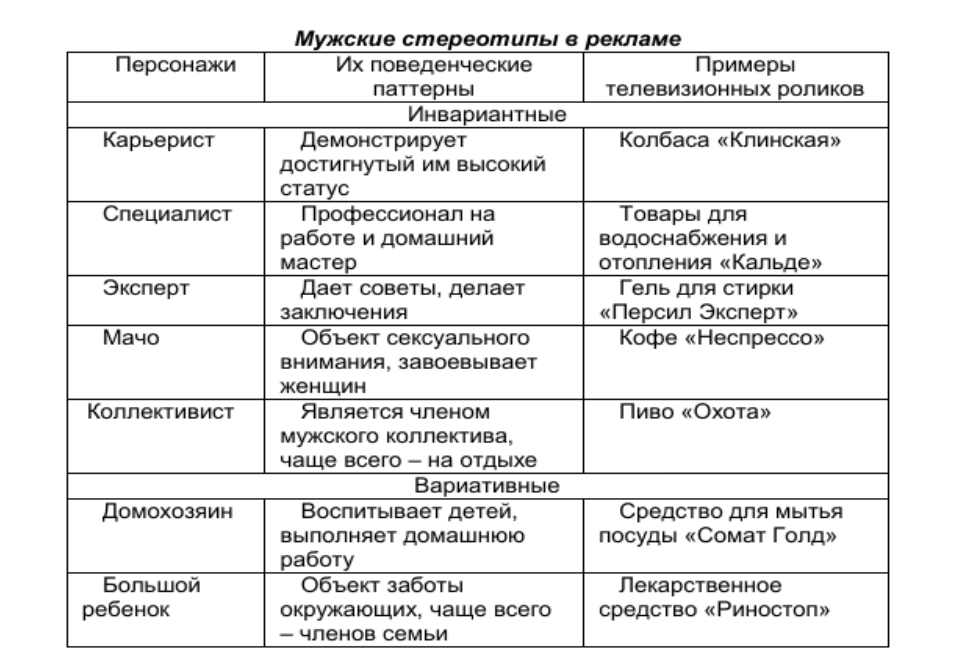 Мужские стереотипы в рекламе
Персонажи
Их поведенческие
паттерны
Примеры
телевизионных роликов
Инвариантные
Карьерист
Демонстрирует
достигнутый им высокий
статус
Колбаса «Клинская»
Специалист
Профессионал на
работе и домашний
мастер
Товары для
водоснабжения и
отопления «Кальде»
Эксперт
Дает советы, делает
заключения
Гель для стирки
«Персил Эксперт»
Мачо
Объект сексуального
внимания, завоевывает
женщин
Кофе «Неспрессо»
Коллективист
Является членом
мужского коллектива,
чаще всего – на отдыхе
Пиво «Охота»
Вариативные
Домохозяин
Воспитывает детей,
выполняет домашнюю
работу
Средство для мытья
посуды «Сомат Голд»
Большой
ребенок
Объект заботы
окружающих, чаще всего
– членов семьи
Лекарственное
средство «Риностоп»